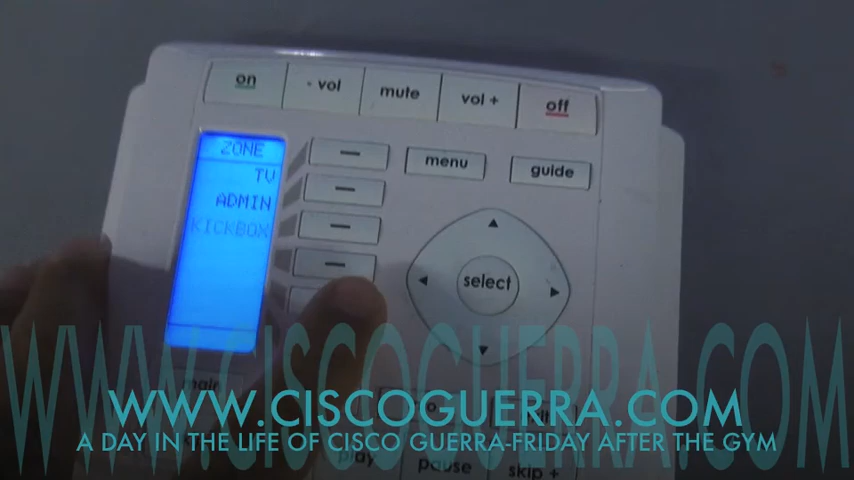 on - vol mute vol + off
ZONE
TV
ADMIN
KICKBOX
menu guide
select
main
WWW.CISCOGUERRA.COM
WWW.CISCOGUERRA.COM
A DAY IN THE LIFE OF CISCO GUERRA-FRIDAY AFTER THE GYM
play pause skip +